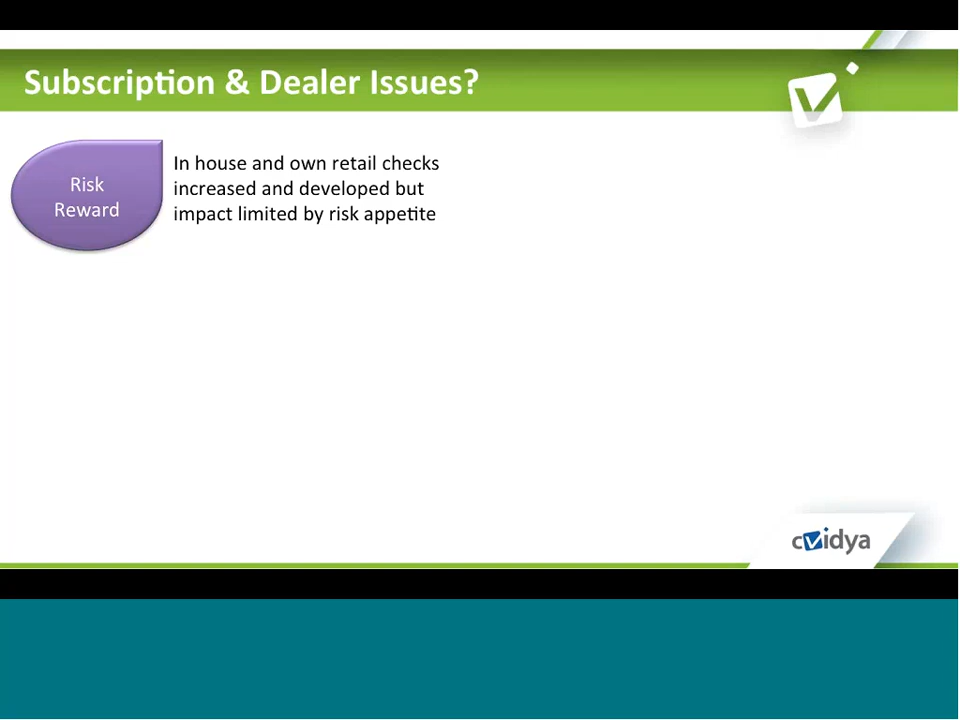 Subscription & Dealer Issues?
Risk
Reward
In house and own retail checks
increased and developed but
impact limited by risk appetite
cvidya